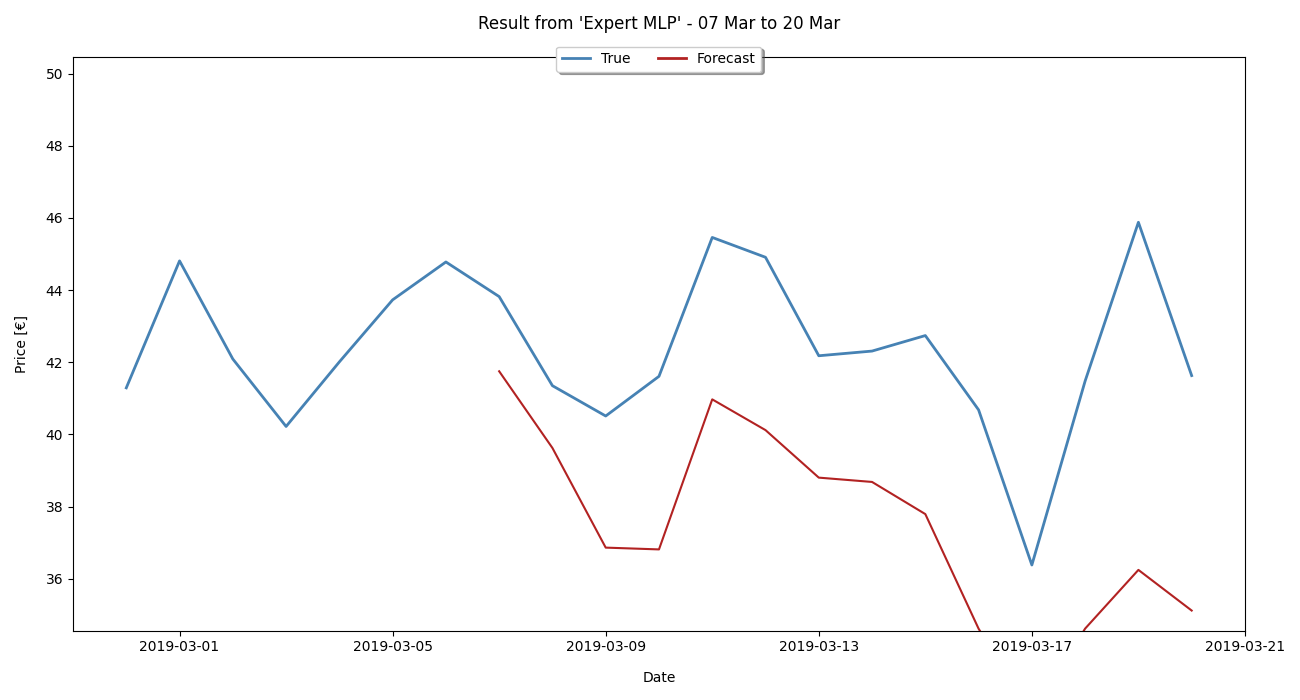 Result from 'Expert MLP' - 07 Mar to 20 Mar
True Forecast
50
48
46
44
42
40
38
36
Price [€]
2019-03-01 2019-03-05 2019-03-09 2019-03-13 2019-03-17 2019-03-21
Date